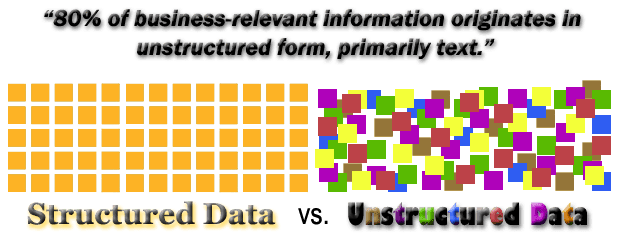 “80% of business-relevant information originates in
unstructured form, primarily text.”
Structured Data vs. Unstructured Data